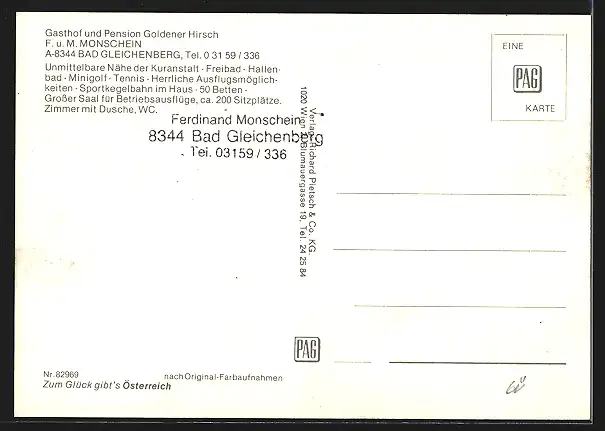 Gasthof und Pension Goldener Hirsch
F. u. M. MONSCHEIN
A-8344 BAD GLEICHENBERG, Tel. 0 31 59 / 336
Unmittelbare Nähe der Kuranstalt · Freibad · Hallen-
bad · Minigolf · Tennis · Herrliche Ausflugsmöglich-
keiten · Sportkegelbahn im Haus · 50 Betten ·
Großer Saal für Betriebsausflüge, ca. 200 Sitzplätze.
Zimmer mit Dusche, WC.
Ferdinand Monschein
8344 Bad Gleichenberg
Tel. 03159 / 336
Verlag Richard Pietsch & Co. KG.
1020 Wien, Blumauergasse 19, Tel. 24 25 84
EINE
PAG
KARTE
PAG
Nr. 82969
nach Original-Farbaufnahmen
Zum Glück gibt's Österreich